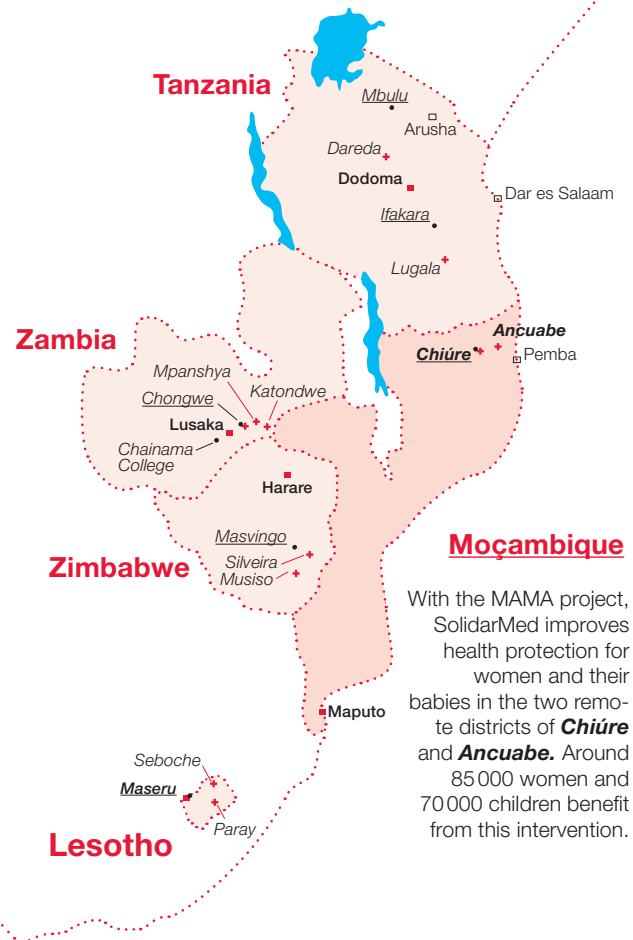 Tanzania
Mbulu
Arusha
Dareda
Dodoma
Dar es Salaam
Ifakara
Lugala
Zambia
Ancuabe
Chiúre
Pemba
Mpanshya
Katondwe
Chongwe
Lusaka
Chainama
College
Harare
Masvingo
Silveira
Musiso
Zimbabwe
Moçambique
With the MAMA project,
SolidarMed improves
health protection for
women and their
babies in the two remo-
te districts of Chiúre
and Ancuabe. Around
85 000 women and
70 000 children benefit
from this intervention.
Maputo
Seboche
Maseru
Paray
Lesotho